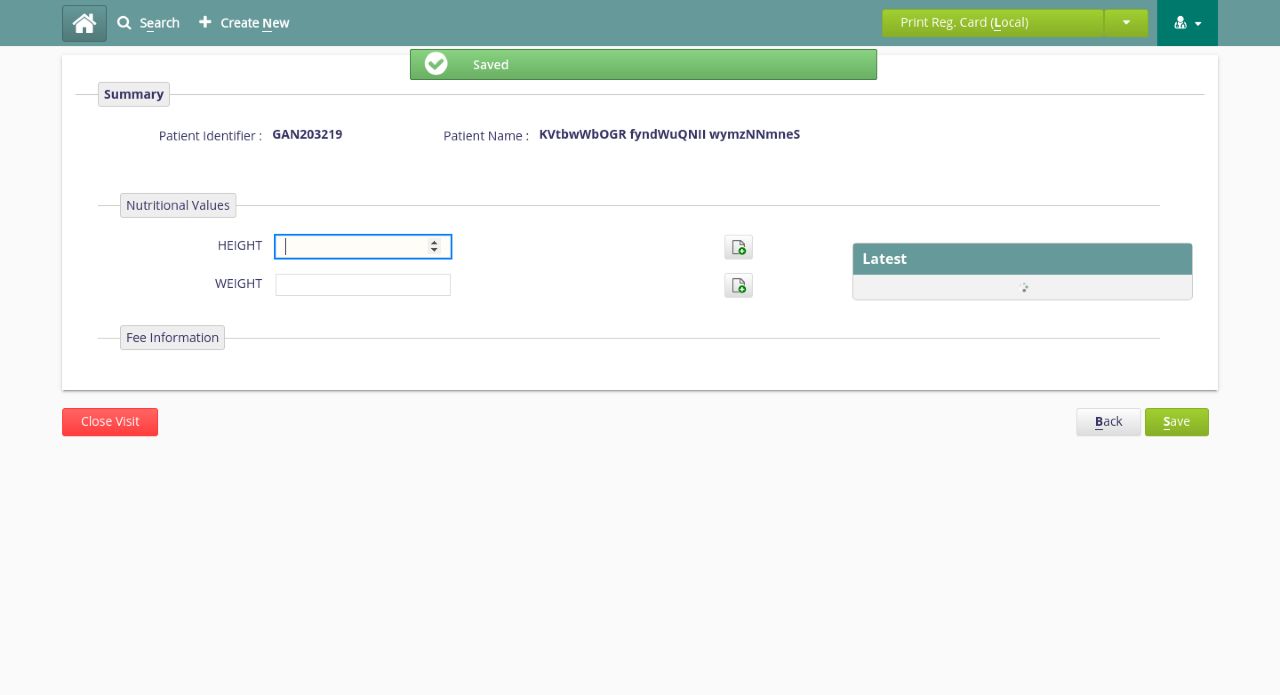 Search
Create New
Print Reg. Card (Local)
Saved
Summary
Patient Identifier : GAN203219
Patient Name : KVtbwWbOGR fyndWuQNII wymzNNmneS
Nutritional Values
HEIGHT
WEIGHT
Latest
Fee Information
Close Visit
Back
Save